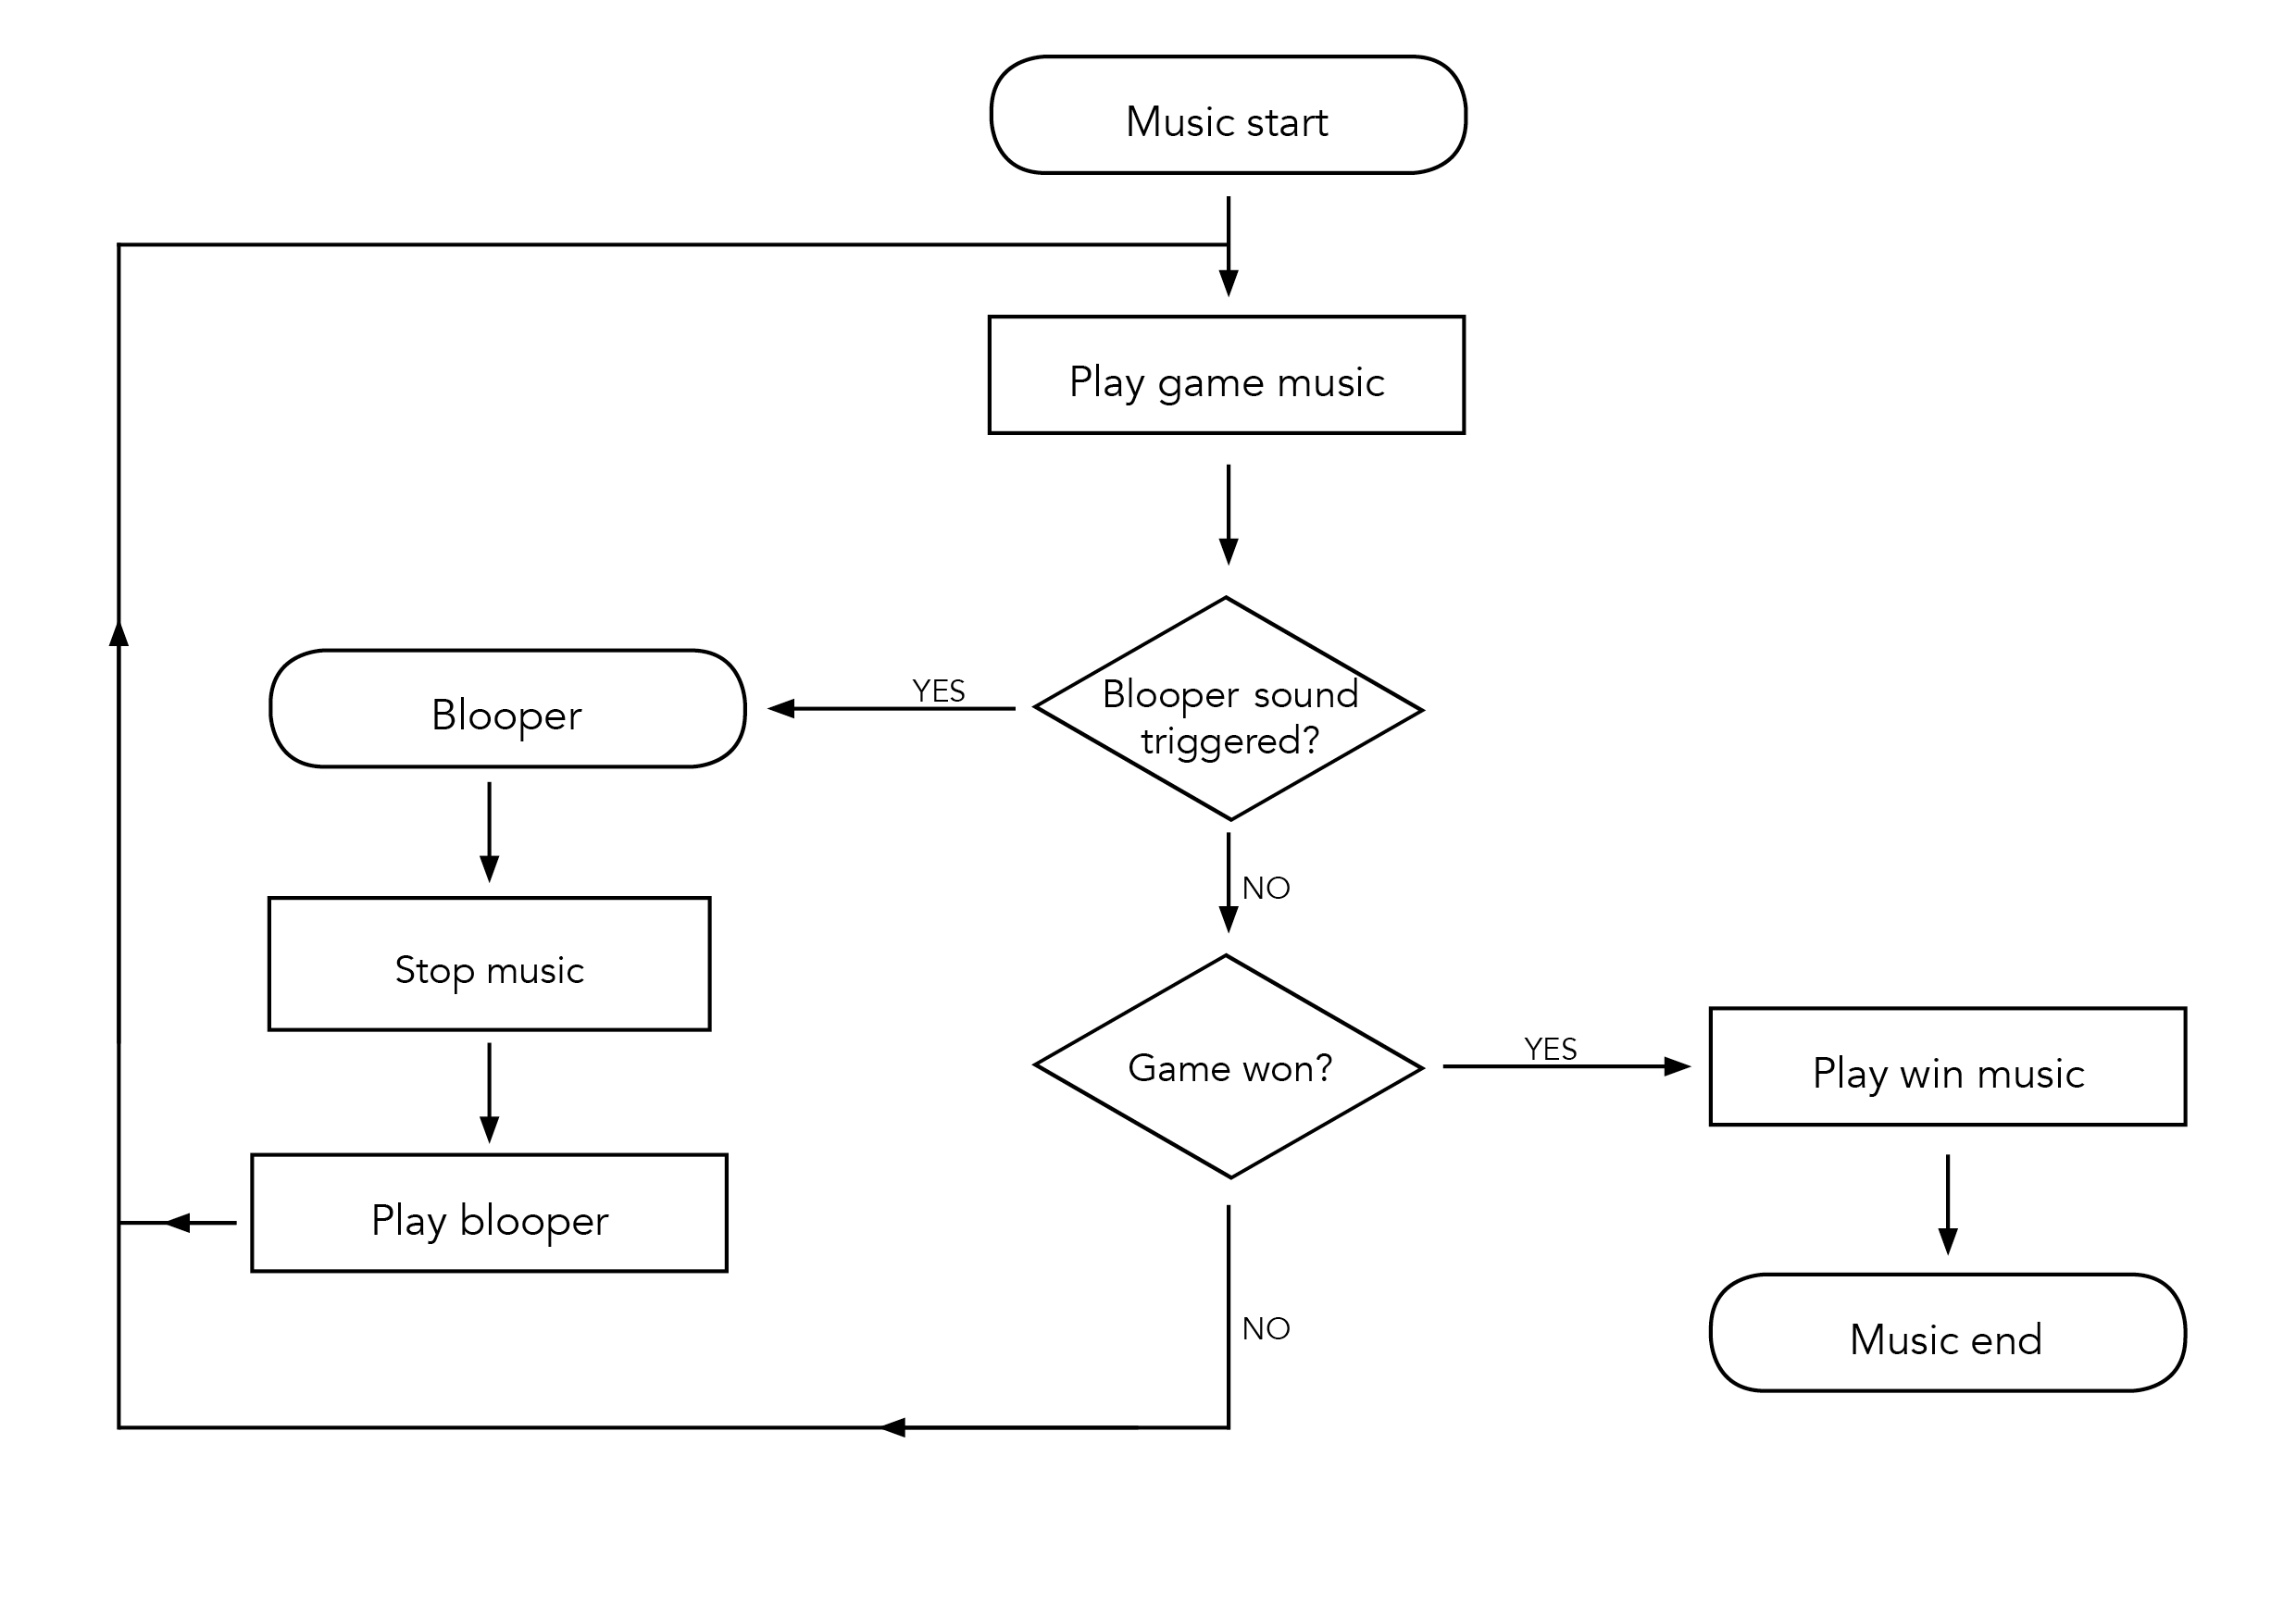 Music start
Play game music
Blooper
YES
Blooper sound
triggered?
NO
Stop music
Game won?
YES
Play win music
Play blooper
NO
Music end